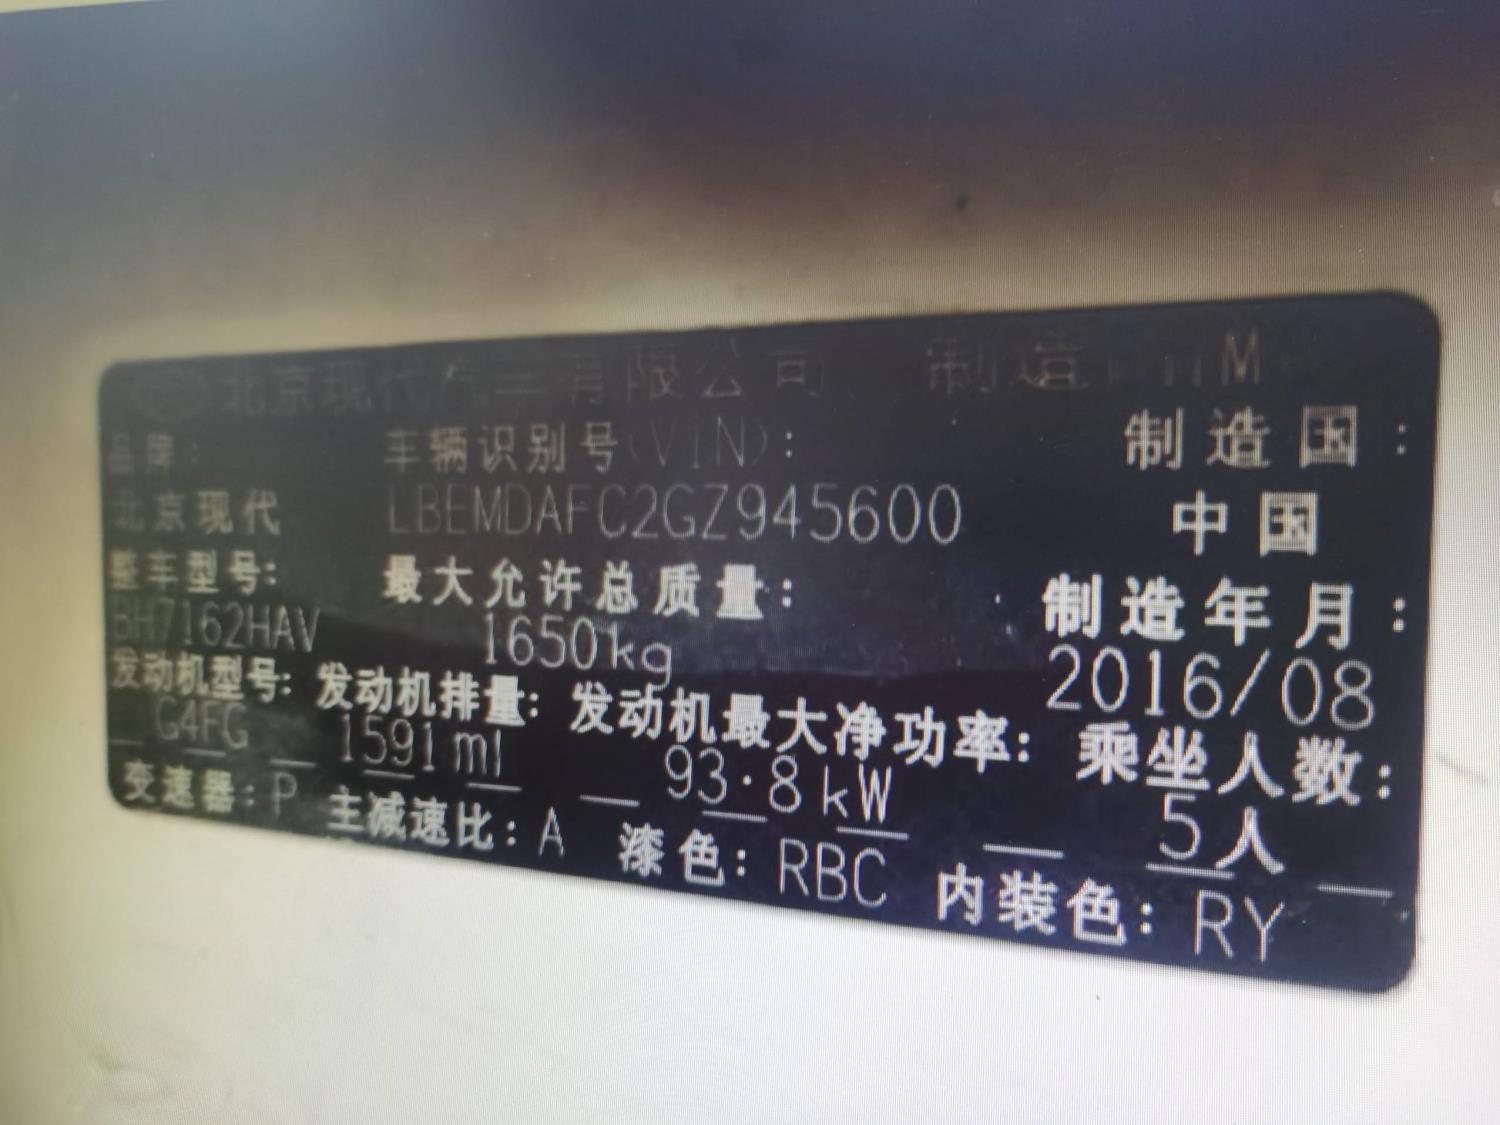 北京现代汽车有限公司 制造 M
品牌: 车辆识别号(VIN): 制造国:
北京现代 LBEMDAFC2GZ945600 中国
整车型号: 最大允许总质量: 制造年月:
BH7162HAV 1650kg 2016/08
发动机型号: 发动机排量: 发动机最大净功率: 乘坐人数:
G4FG 1591ml 93.8kW 5人
变速器: P 主减速比: A 漆色: RBC 内装色: RY